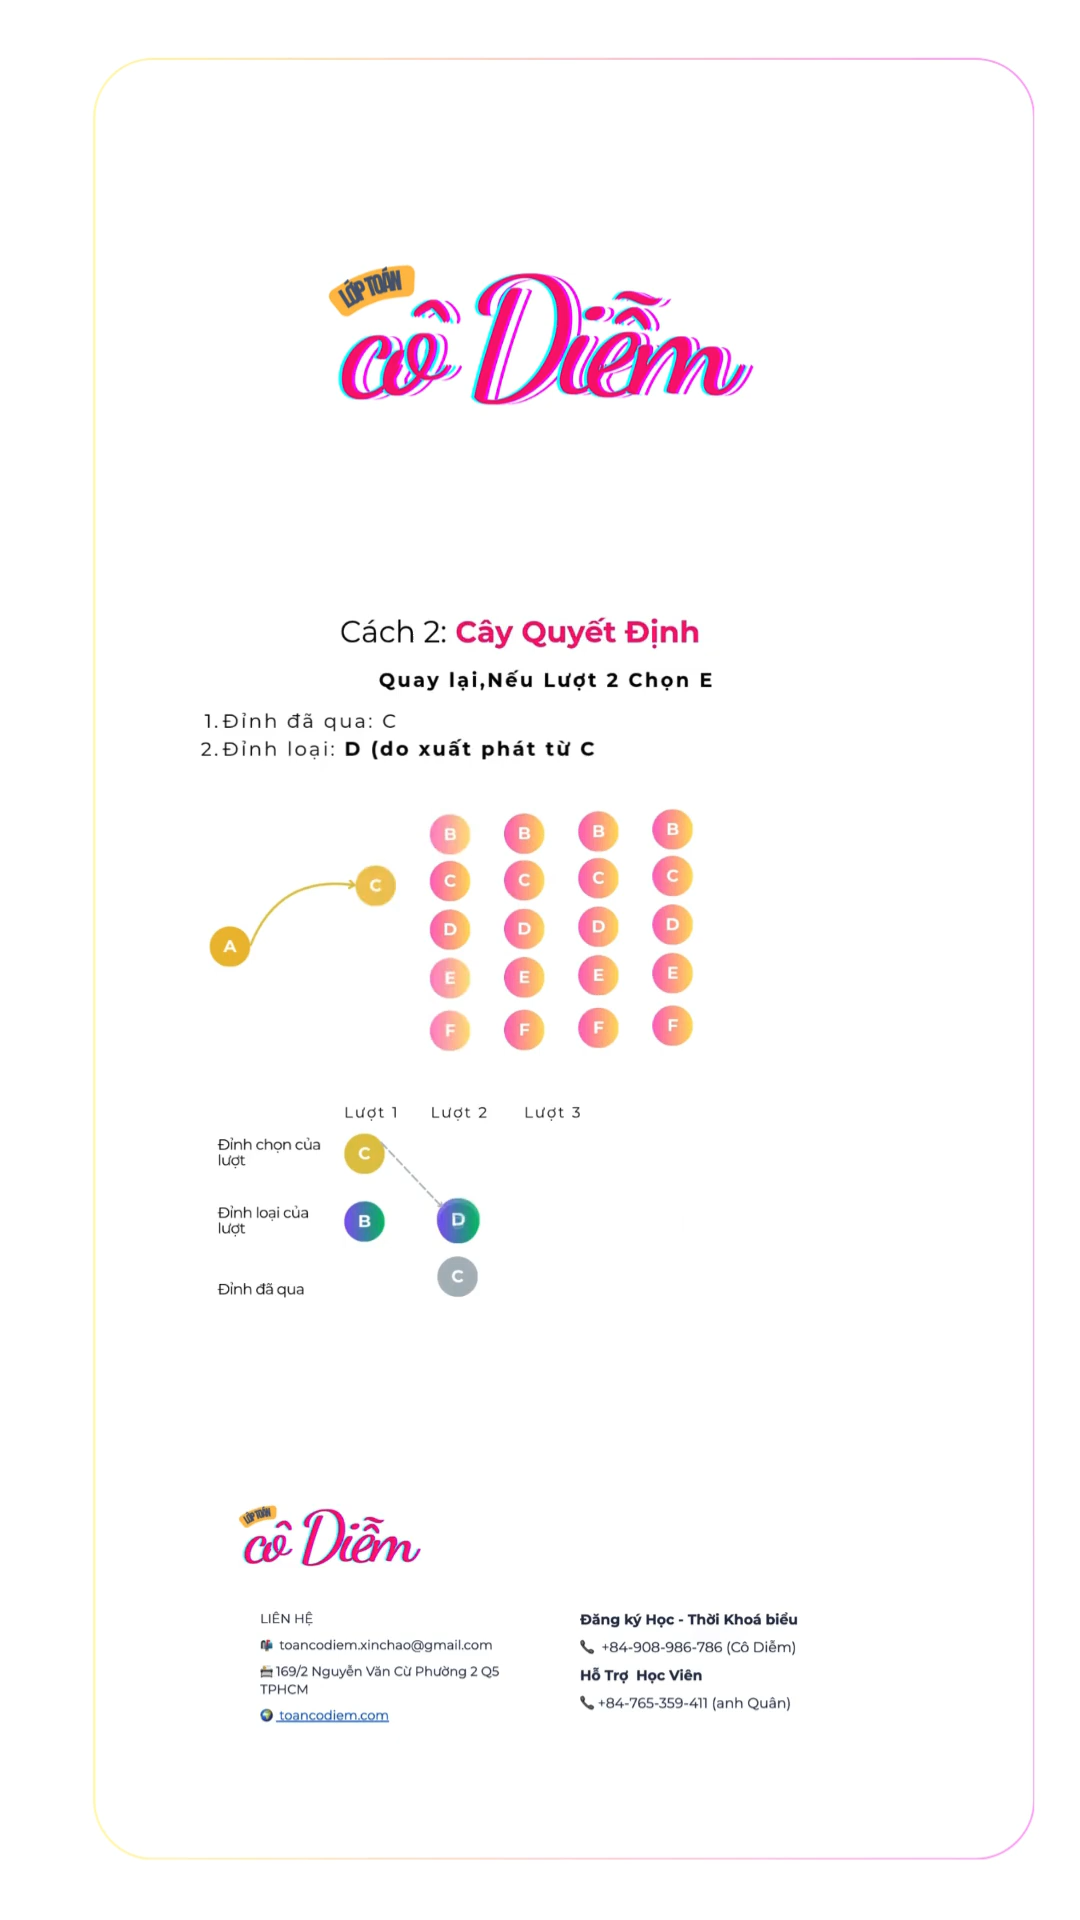 LỚP TOÁN
cô Diễm
Cách 2: Cây Quyết Định
Quay lại,Nếu Lượt 2 Chọn E
1.Đỉnh đã qua: C
2.Đỉnh loại: D (do xuất phát từ C
B B B B
C
C C C C
D D D D
A
E E E E
F F F F
Lượt 1 Lượt 2 Lượt 3
Đỉnh chọn của
lượt
C
Đỉnh loại của
lượt
B D
C
Đỉnh đã qua
LỚP TOÁN
cô Diễm
LIÊN HỆ
toancodiem.xinchao@gmail.com
169/2 Nguyễn Văn Cừ Phường 2 Q5
TPHCM
toancodiem.com
Đăng ký Học - Thời Khoá biểu
+84-908-986-786 (Cô Diễm)
Hỗ Trợ Học Viên
+84-765-359-411 (anh Quân)